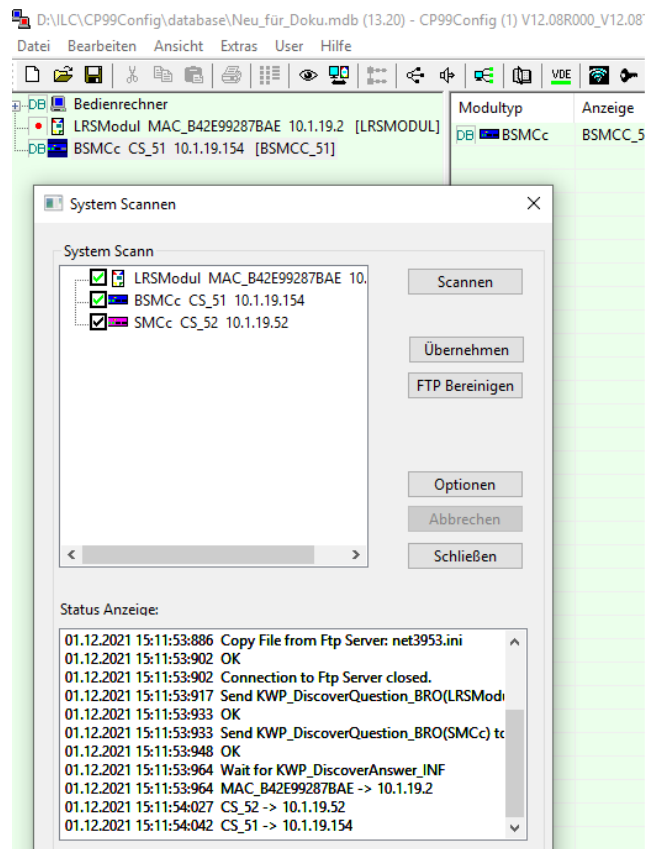 D:\ILC\CP99Config\database\Neu_für_Doku.mdb (13.20) - CP99Config (1) V12.08R000_V12.08
Datei Bearbeiten Ansicht Extras User Hilfe
VDE
DB Bedienrechner
LRSModul MAC_B42E99287BAE 10.1.19.2 [LRSMODUL]
DB BSMCc CS_51 10.1.19.154 [BSMCC_51]
Modultyp Anzeige
DB BSMCc BSMCC_5
System Scannen
System Scann
LRSModul MAC_B42E99287BAE 10.
BSMCc CS_51 10.1.19.154
SMCc CS_52 10.1.19.52
Scannen
Übernehmen
FTP Bereinigen
Optionen
Abbrechen
Schließen
Status Anzeige:
01.12.2021 15:11:53:886 Copy File from Ftp Server: net3953.ini
01.12.2021 15:11:53:902 OK
01.12.2021 15:11:53:902 Connection to Ftp Server closed.
01.12.2021 15:11:53:917 Send KWP_DiscoverQuestion_BRO(LRSModu
01.12.2021 15:11:53:933 OK
01.12.2021 15:11:53:933 Send KWP_DiscoverQuestion_BRO(SMCc) to
01.12.2021 15:11:53:948 OK
01.12.2021 15:11:53:964 Wait for KWP_DiscoverAnswer_INF
01.12.2021 15:11:53:964 MAC_B42E99287BAE -> 10.1.19.2
01.12.2021 15:11:54:027 CS_52 -> 10.1.19.52
01.12.2021 15:11:54:042 CS_51 -> 10.1.19.154